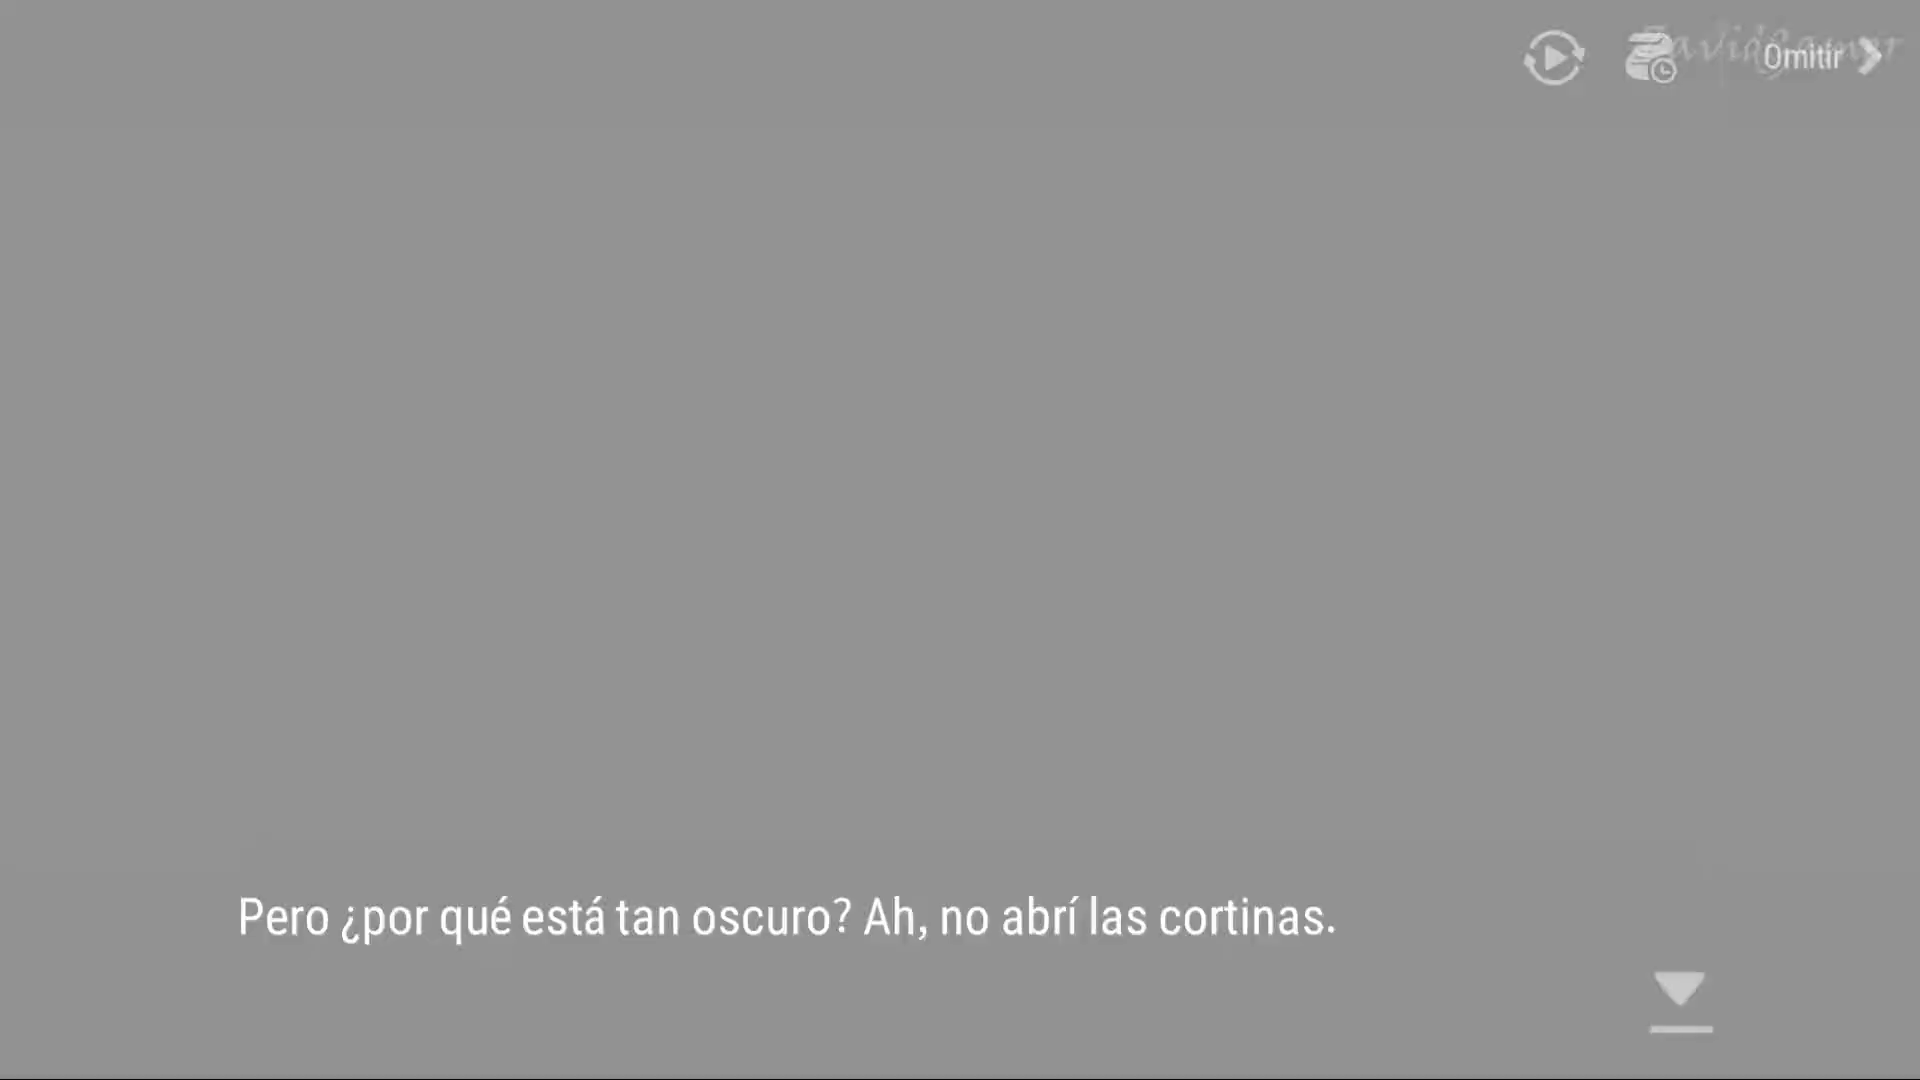 Omitir
Pero ¿por qué está tan oscuro? Ah, no abrí las cortinas.